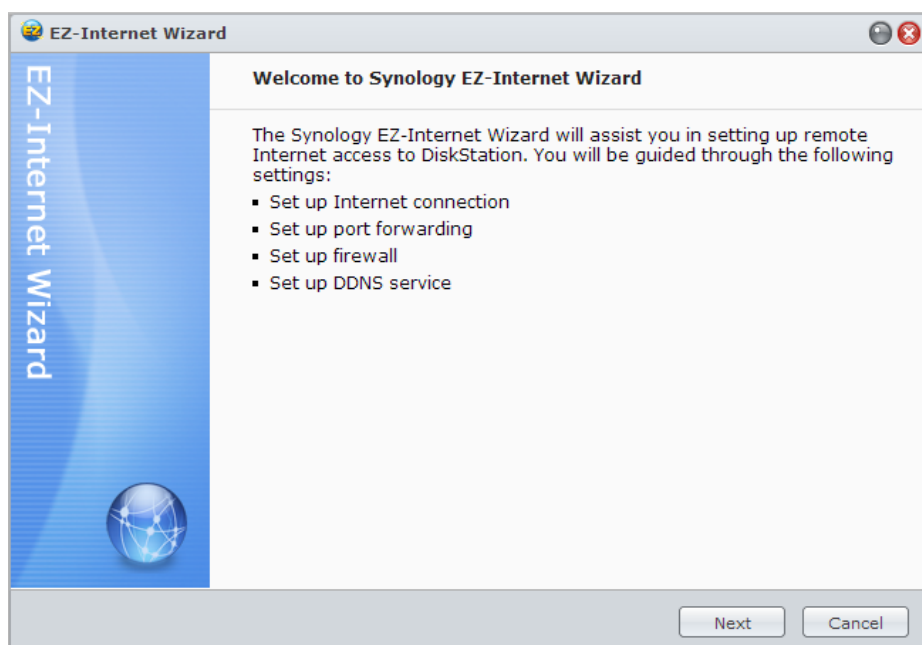 EZ EZ-Internet Wizard
EZ-Internet Wizard
Welcome to Synology EZ-Internet Wizard
The Synology EZ-Internet Wizard will assist you in setting up remote
Internet access to DiskStation. You will be guided through the following
settings:
▪ Set up Internet connection
▪ Set up port forwarding
▪ Set up firewall
▪ Set up DDNS service
Next
Cancel